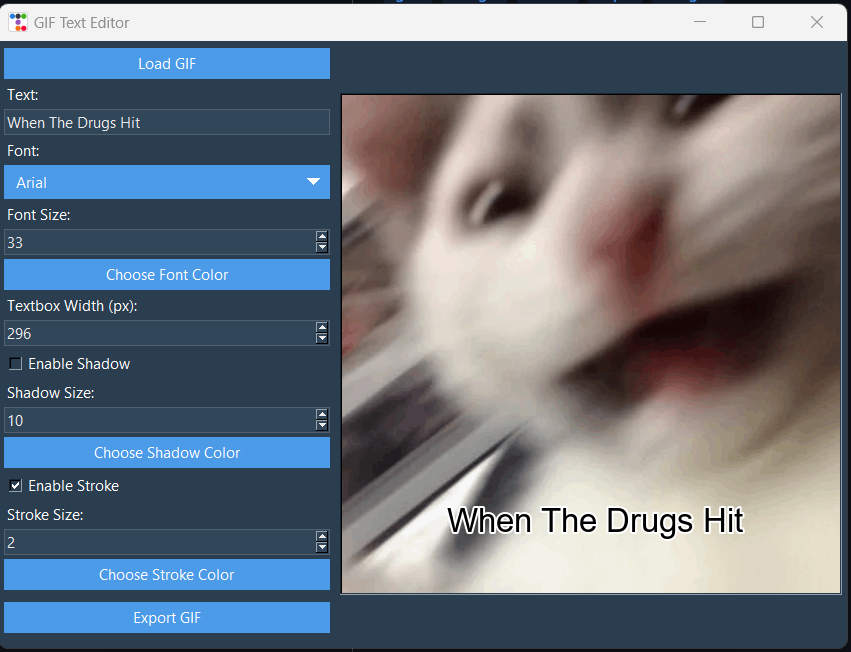 GIF Text Editor
Load GIF
Text:
When The Drugs Hit
Font:
Arial
Font Size:
33
Choose Font Color
Textbox Width (px):
296
Enable Shadow
Shadow Size:
10
Choose Shadow Color
Enable Stroke
Stroke Size:
2
Choose Stroke Color
Export GIF
When The Drugs Hit